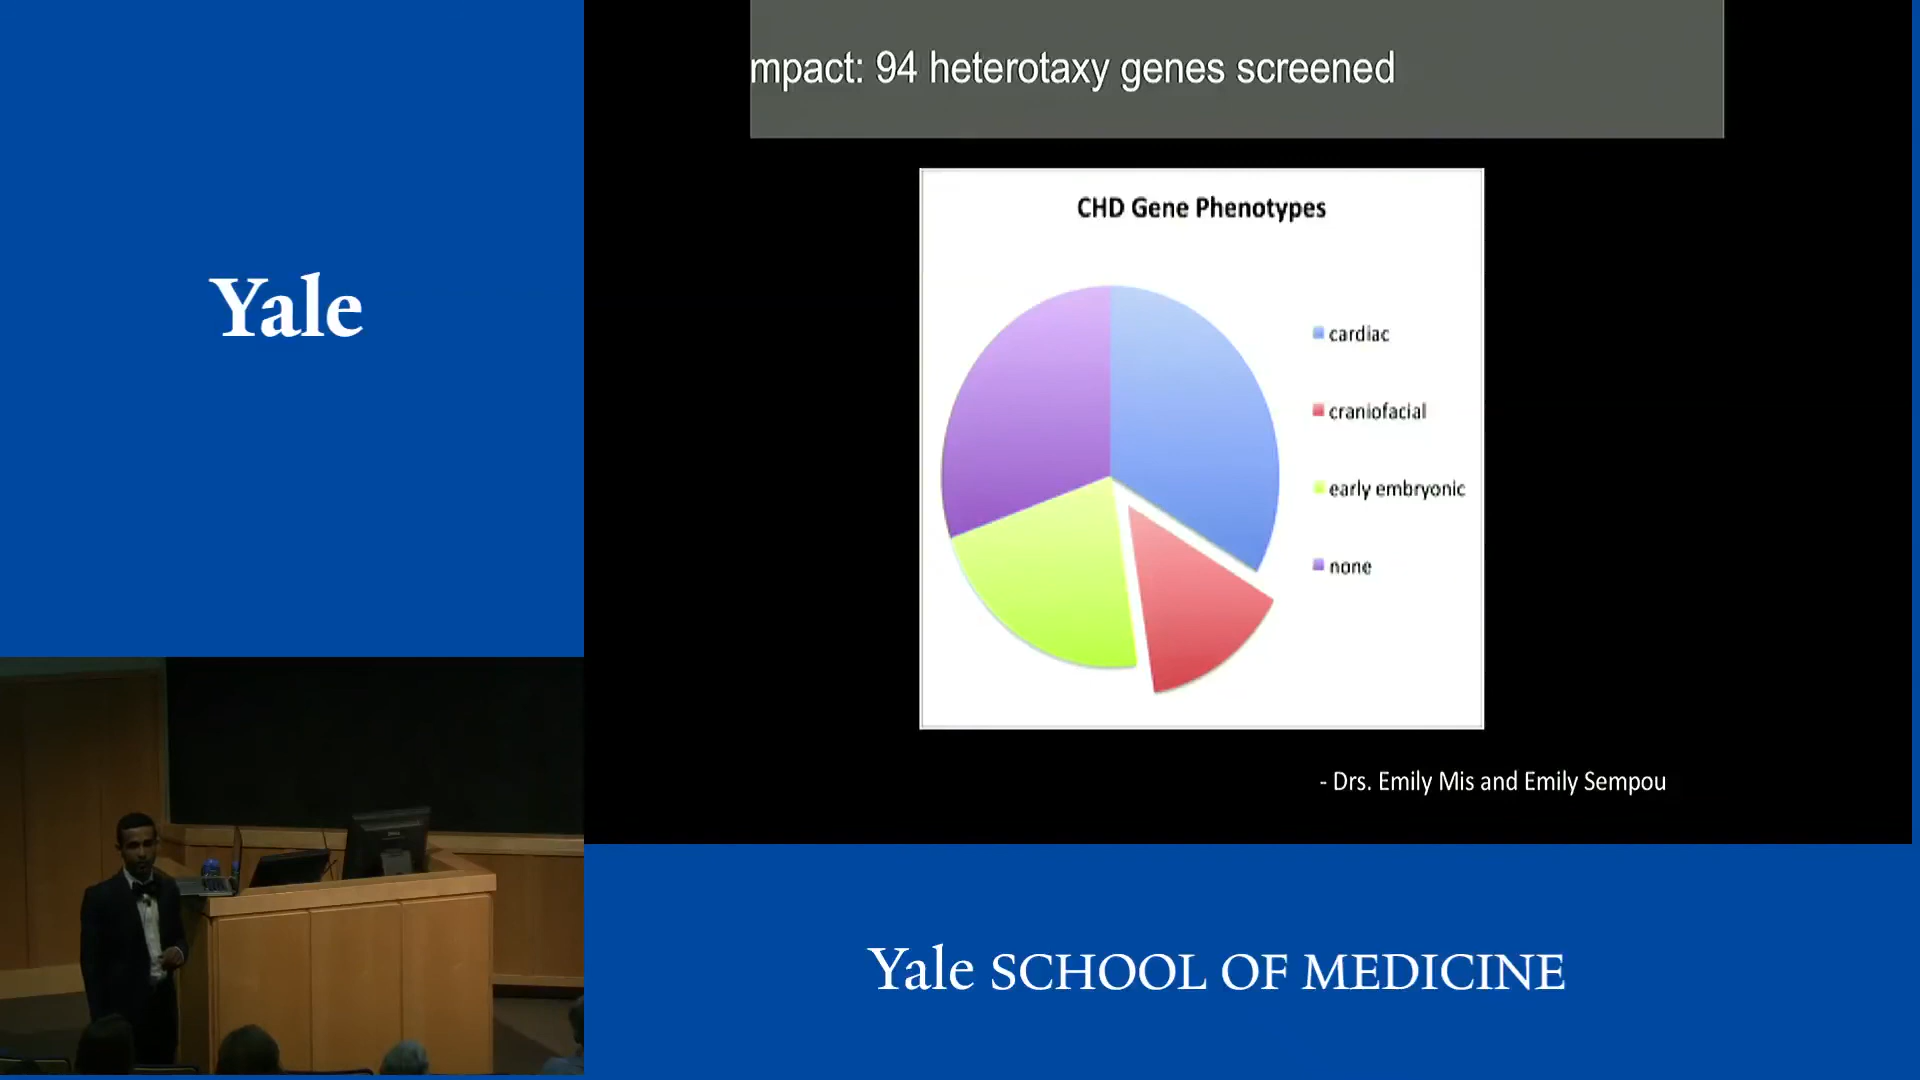 Yale
mpact: 94 heterotaxy genes screened
CHD Gene Phenotypes
cardiac
craniofacial
early embryonic
none
- Drs. Emily Mis and Emily Sempou
Yale SCHOOL OF MEDICINE